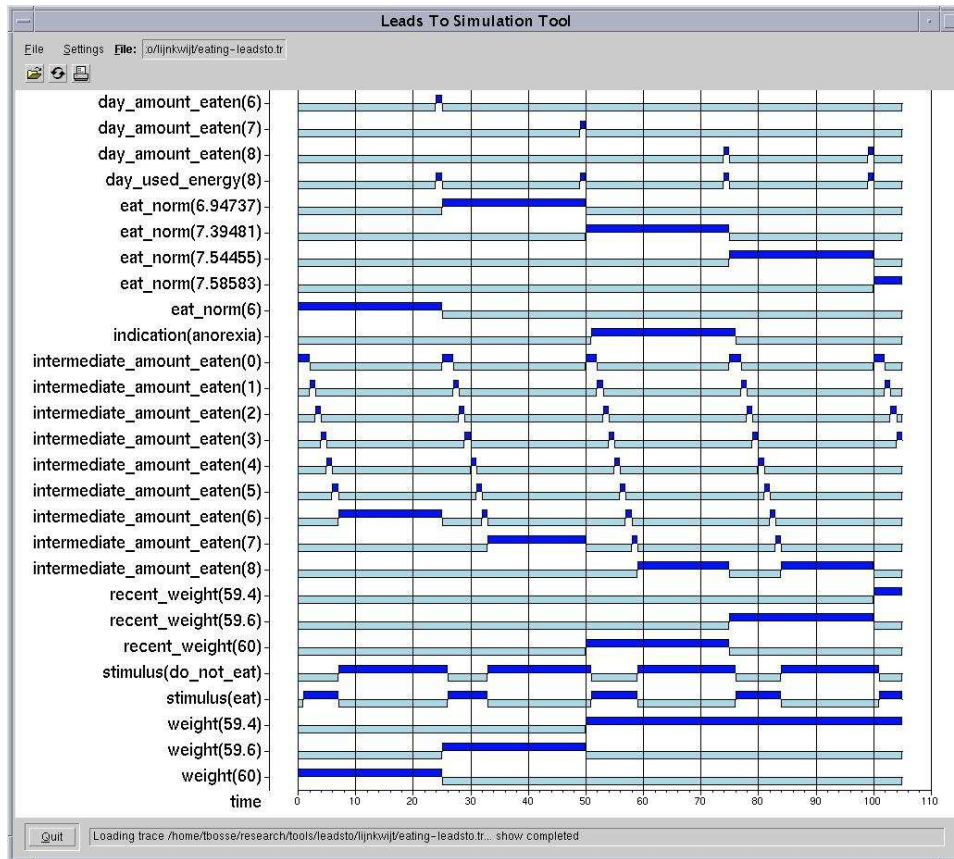 Leads To Simulation Tool
File Settings File: :o/lijnkwijt/eating-leadsto.tr
day_amount_eaten(6)
day_amount_eaten(7)
day_amount_eaten(8)
day_used_energy(8)
eat_norm(6.94737)
eat_norm(7.39481)
eat_norm(7.54455)
eat_norm(7.58583)
eat_norm(6)
indication(anorexia)
intermediate_amount_eaten(0)
intermediate_amount_eaten(1)
intermediate_amount_eaten(2)
intermediate_amount_eaten(3)
intermediate_amount_eaten(4)
intermediate_amount_eaten(5)
intermediate_amount_eaten(6)
intermediate_amount_eaten(7)
intermediate_amount_eaten(8)
recent_weight(59.4)
recent_weight(59.6)
recent_weight(60)
stimulus(do_not_eat)
stimulus(eat)
weight(59.4)
weight(59.6)
weight(60)
time 0 10 20 30 40 50 60 70 80 90 100 110
Quit Loading trace /home/tbosse/research/tools/leadsto/lijnkwijt/eating-leadsto.tr... show completed